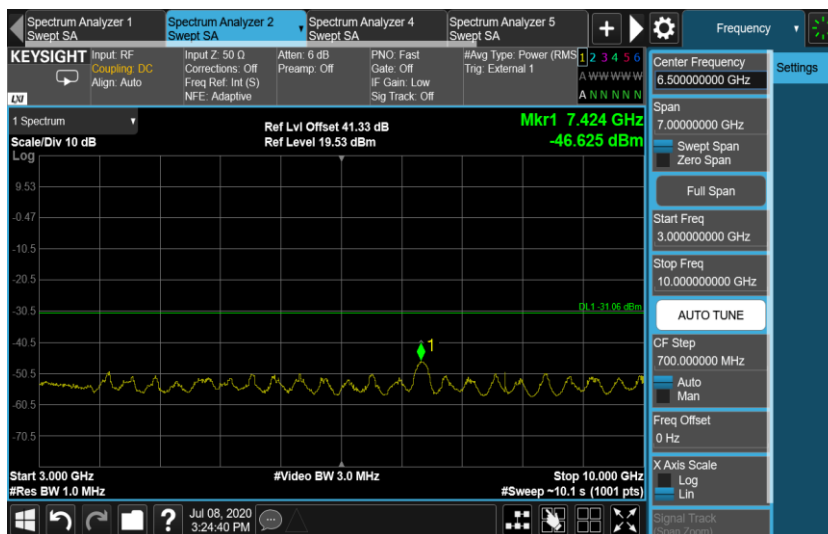 Spectrum Analyzer 1
Swept SA
Spectrum Analyzer 2
Swept SA
Spectrum Analyzer 4
Swept SA
Spectrum Analyzer 5
Swept SA
+
Frequency
KEYSIGHT
Input: RF
Coupling: DC
Align: Auto
Input Z: 50 Ω
Corrections: Off
Freq Ref: Int (S)
NFE: Adaptive
Atten: 6 dB
Preamp: Off
PNO: Fast
Gate: Off
IF Gain: Low
Sig Track: Off
#Avg Type: Power (RMS
Trig: External 1
1 2 3 4 5 6
A W W W W W
A N N N N N
LXI
1 Spectrum
Scale/Div 10 dB
Ref Lvl Offset 41.33 dB
Ref Level 19.53 dBm
Mkr1 7.424 GHz
-46.625 dBm
Log
9.53
-0.47
-10.5
-20.5
-30.5
-40.5
-50.5
-60.5
-70.5
DL1 -31.06 dBm
1
Start 3.000 GHz
#Res BW 1.0 MHz
#Video BW 3.0 MHz
Stop 10.000 GHz
#Sweep ~10.1 s (1001 pts)
Center Frequency
6.500000000 GHz
Span
7.00000000 GHz
Swept Span
Zero Span
Full Span
Start Freq
3.000000000 GHz
Stop Freq
10.000000000 GHz
AUTO TUNE
CF Step
700.000000 MHz
Auto
Man
Freq Offset
0 Hz
X Axis Scale
Log
Lin
Signal Track
(Span Zoom)
Settings
?
Jul 08, 2020
3:24:40 PM